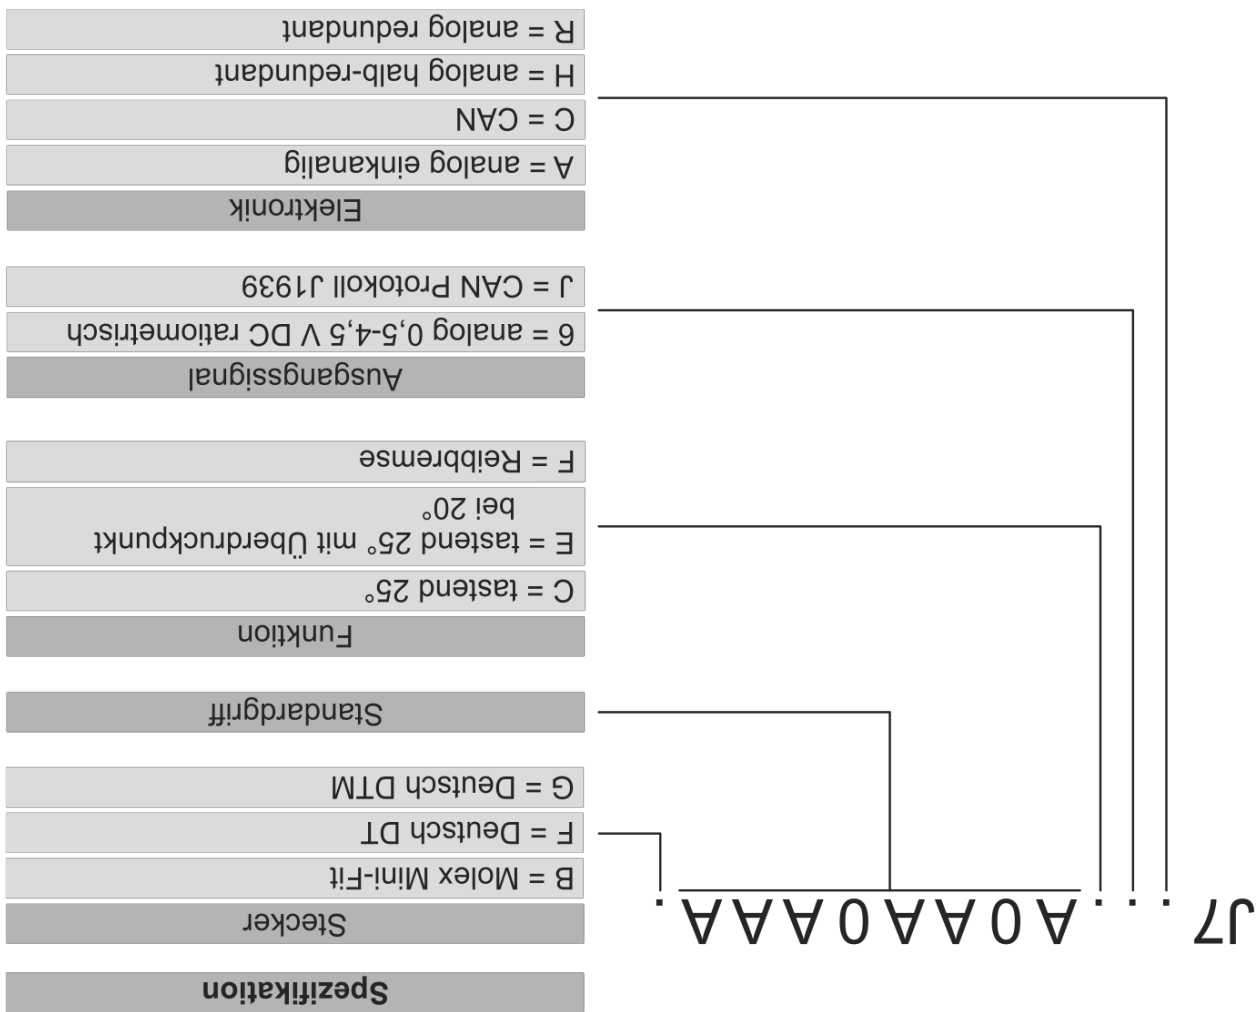 Spezifikation
J7 . . . A 0 A A 0 A A A .
Stecker
B = Molex Mini-Fit
F = Deutsch DT
G = Deutsch DTM
Standardgriff
Funktion
C = tastend 25°
E = tastend 25° mit Überdruckpunkt
bei 20°
F = Reibbremse
Ausgangssignal
6 = analog 0,5-4,5 V DC ratiometrisch
J = CAN Protokoll J1939
Elektronik
A = analog einkanalig
C = CAN
H = analog halb-redundant
R = analog redundant